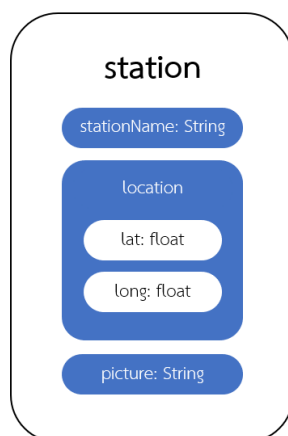 station
stationName: String
location
lat: float
long: float
picture: String